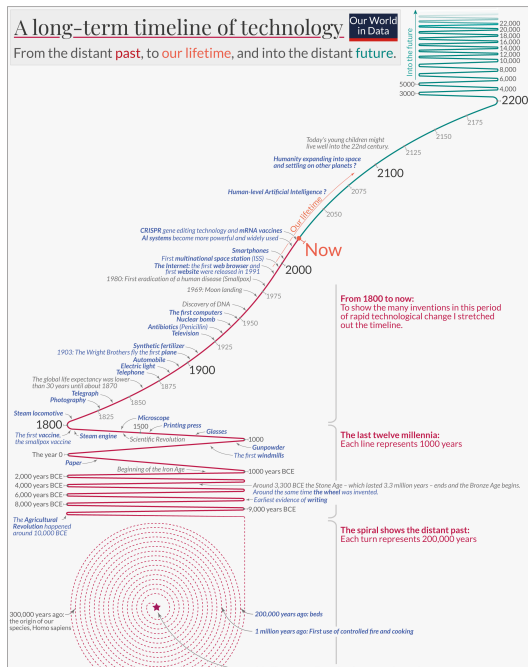 A long-term timeline of technology
Our World
in Data
From the distant past, to our lifetime, and into the distant future.
Into the future
22,000
20,000
18,000
16,000
14,000
12,000
10,000
8,000
6,000
5000
4,000
3000
2200
2175
2150
Today's young children might
live well into the 22nd century.
2125
Humanity expanding into space
and settling on other planets ?
2100
Human-level Artificial Intelligence ?
2075
Our lifetime
2050
CRISPR gene editing technology and mRNA vaccines
AI systems become more powerful and widely used
Now
Smartphones
First multinational space station (ISS)
The Internet: the first web browser and
first website were released in 1991
2000
1980: First eradication of a human disease (Smallpox)
1969: Moon landing
1975
From 1800 to now:
To show the many inventions in this period
of rapid technological change I stretched
out the timeline.
Discovery of DNA
The first computers
Nuclear bomb
1950
Antibiotics (Penicillin)
Television
Synthetic fertilizer
1925
1903: The Wright Brothers fly the first plane
Automobile
Electric light
1900
Telephone
The global life expectancy was lower
than 30 years until about 1870
1875
Telegraph
Photography
1850
Steam locomotive
1825
1800
Microscope
1500
Printing press
The first vaccine,
the smallpox vaccine
Steam engine
Scientific Revolution
Glasses
1000
The last twelve millennia:
Each line represents 1000 years
Gunpowder
The year 0
The first windmills
Paper
Beginning of the Iron Age
1000 years BCE
2,000 years BCE
4,000 years BCE
Around 3,300 BCE the Stone Age – which lasted 3.3 million years – ends and the Bronze Age begins.
Around the same time the wheel was invented.
6,000 years BCE
Earliest evidence of writing
8,000 years BCE
9,000 years BCE
The Agricultural
Revolution happened
around 10,000 BCE
The spiral shows the distant past:
Each turn represents 200,000 years
300,000 years ago:
the origin of our
species, Homo sapiens
200,000 years ago: beds
1 million years ago: First use of controlled fire and cooking